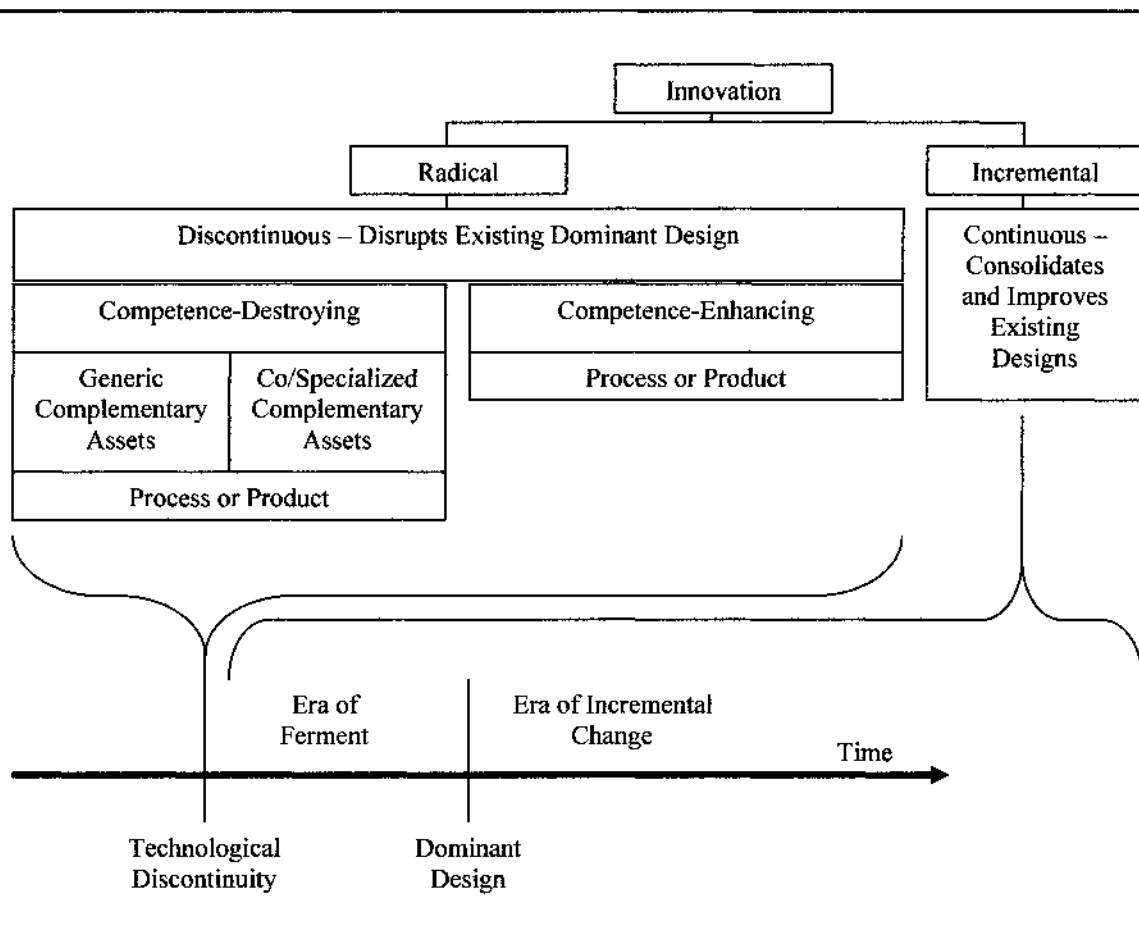 Innovation
Radical
Incremental
Discontinuous – Disrupts Existing Dominant Design
Continuous –
Consolidates
and Improves
Existing
Designs
Competence-Destroying
Competence-Enhancing
Generic
Complementary
Assets
Co/Specialized
Complementary
Assets
Process or Product
Process or Product
Era of
Ferment
Era of Incremental
Change
Time
Technological
Discontinuity
Dominant
Design